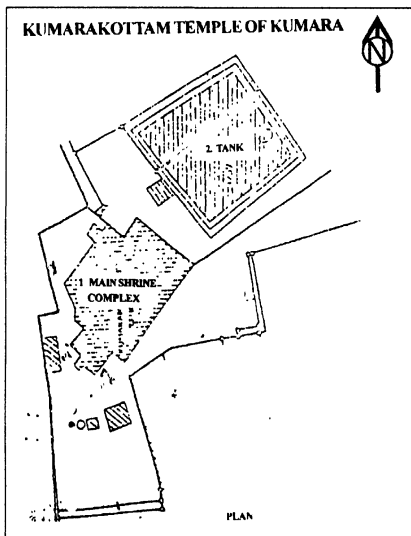 KUMARAKOTTAM TEMPLE OF KUMARA
N
2. TANK
1 MAIN SHRINE
COMPLEX
PLAN